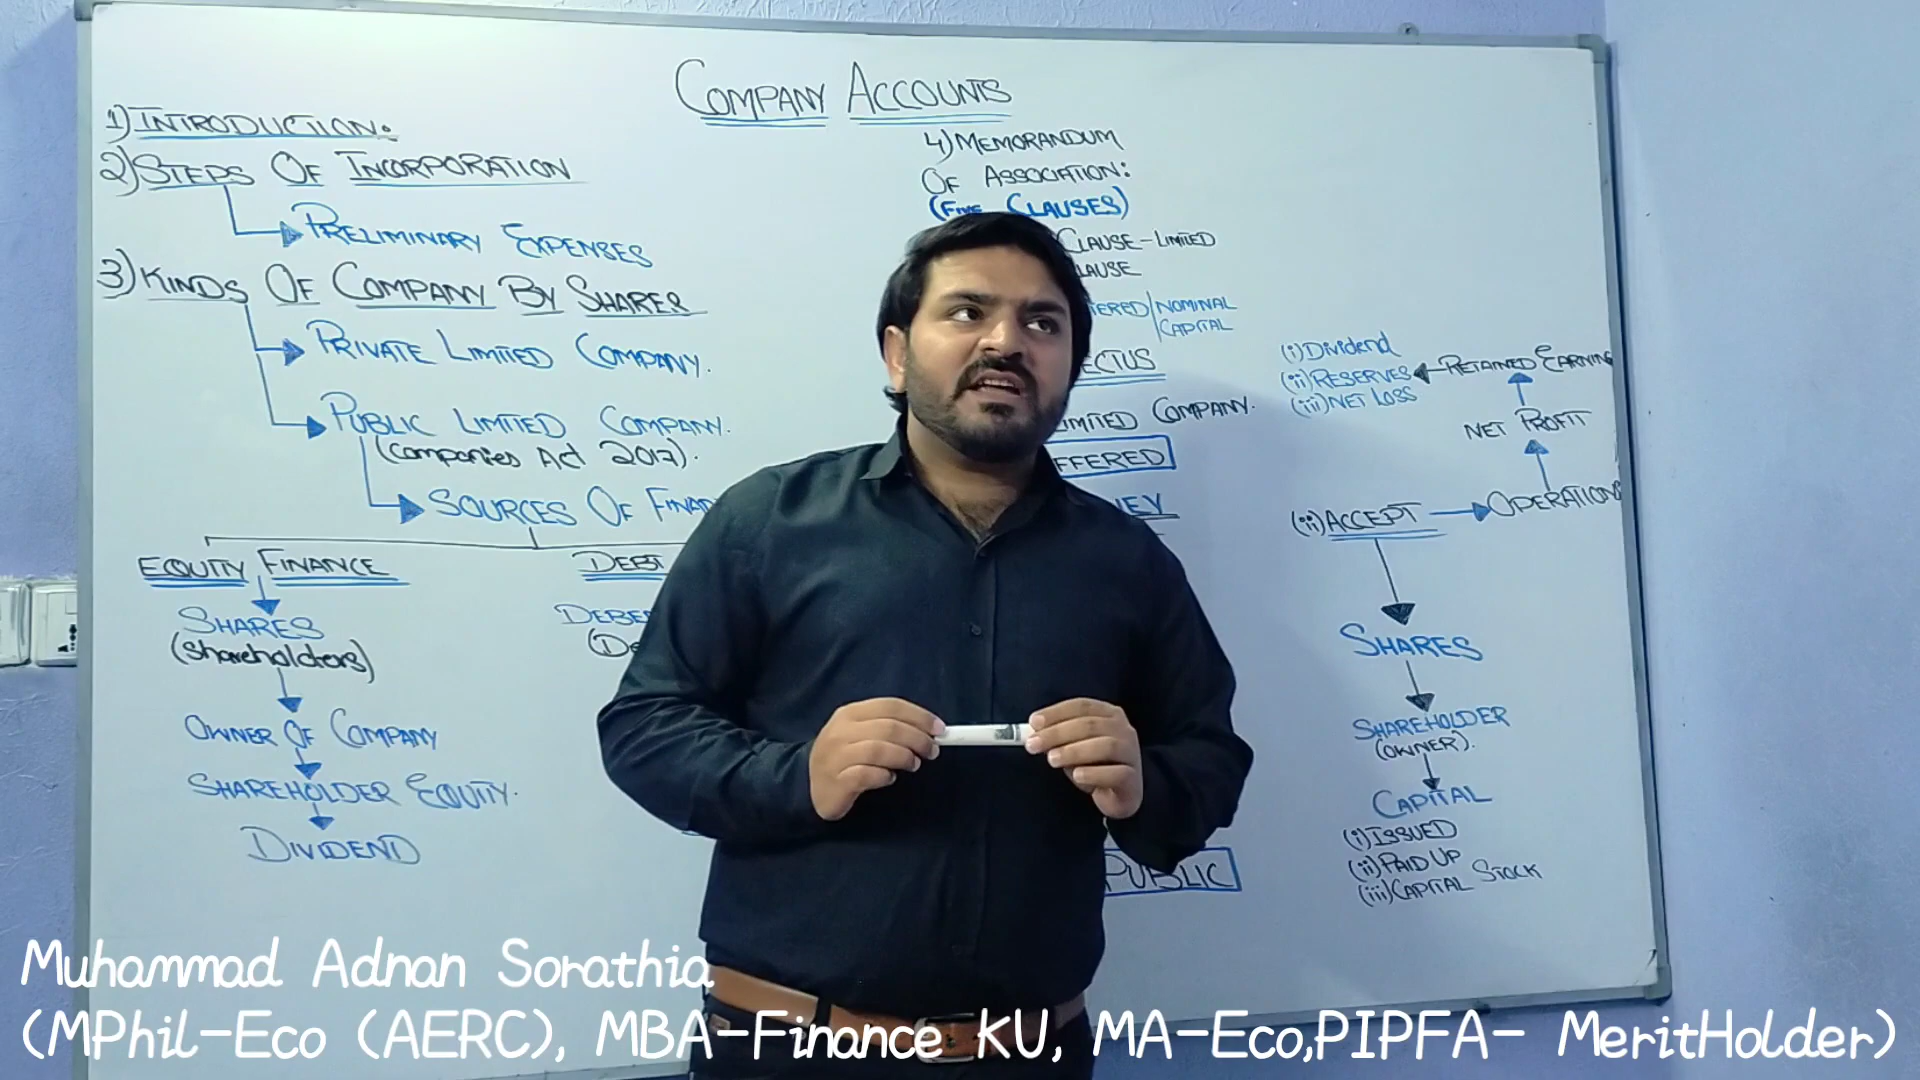 COMPANY ACCOUNTS
1) INTRODUCTION:
2) STEPS OF INCORPORATION
PRELIMINARY EXPENSES
3) KINDS OF COMPANY BY SHARES
PRIVATE LIMITED COMPANY.
PUBLIC LIMITED COMPANY.
(Companies Act 2017).
SOURCES OF
EQUITY FINANCE
SHARES
(shareholders)
OWNER OF COMPANY
SHAREHOLDER EQUITY.
DIVIDEND
DEBT
4) MEMORANDUM
OF ASSOCIATION:
(FIVE CLAUSES)
CLAUSE-LIMITED
NOMINAL
CAPITAL
COMPANY.
PUBLIC
(i) Dividend
(ii) RESERVES
(iii) NET LOSS
RETAINED EARNING
NET PROFIT
(ii) ACCEPT
OPERATIONS
SHARES
SHAREHOLDER
(OWNER).
CAPITAL
(i) ISSUED
(ii) PAID UP
(iii) CAPITAL STOCK
Muhammad Adnan Sorathia
(MPhil-Eco (AERC), MBA-Finance KU, MA-Eco,PIPFA- MeritHolder)